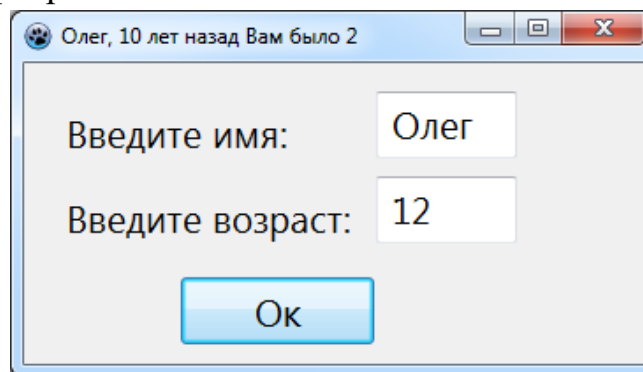 Олег, 10 лет назад Вам было 2
Введите имя: Олег
Введите возраст: 12
Ок